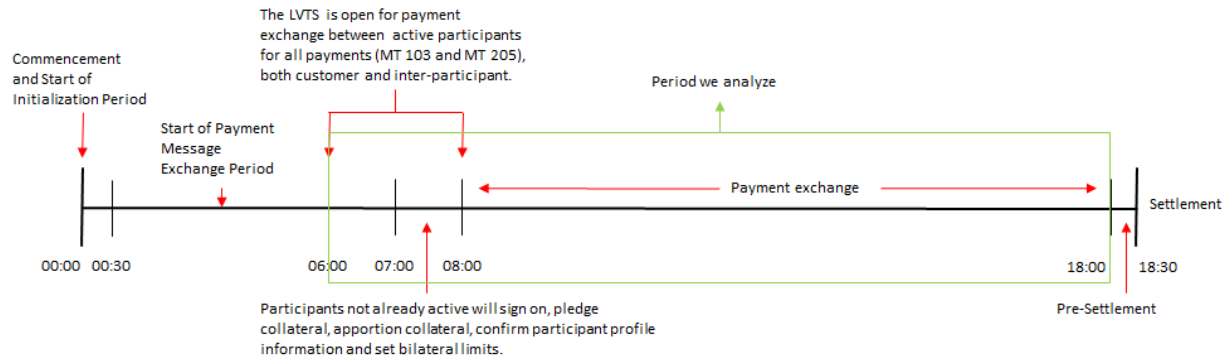 The LVTS is open for payment
exchange between active participants
for all payments (MT 103 and MT 205),
both customer and inter-participant.
Commencement
and Start of
Initialization Period
Period we analyze
Start of Payment
Message
Exchange Period
Payment exchange
Settlement
00:00 00:30 06:00 07:00 08:00 18:00 18:30
Participants not already active will sign on, pledge
collateral, apportion collateral, confirm participant profile
information and set bilateral limits.
Pre-Settlement